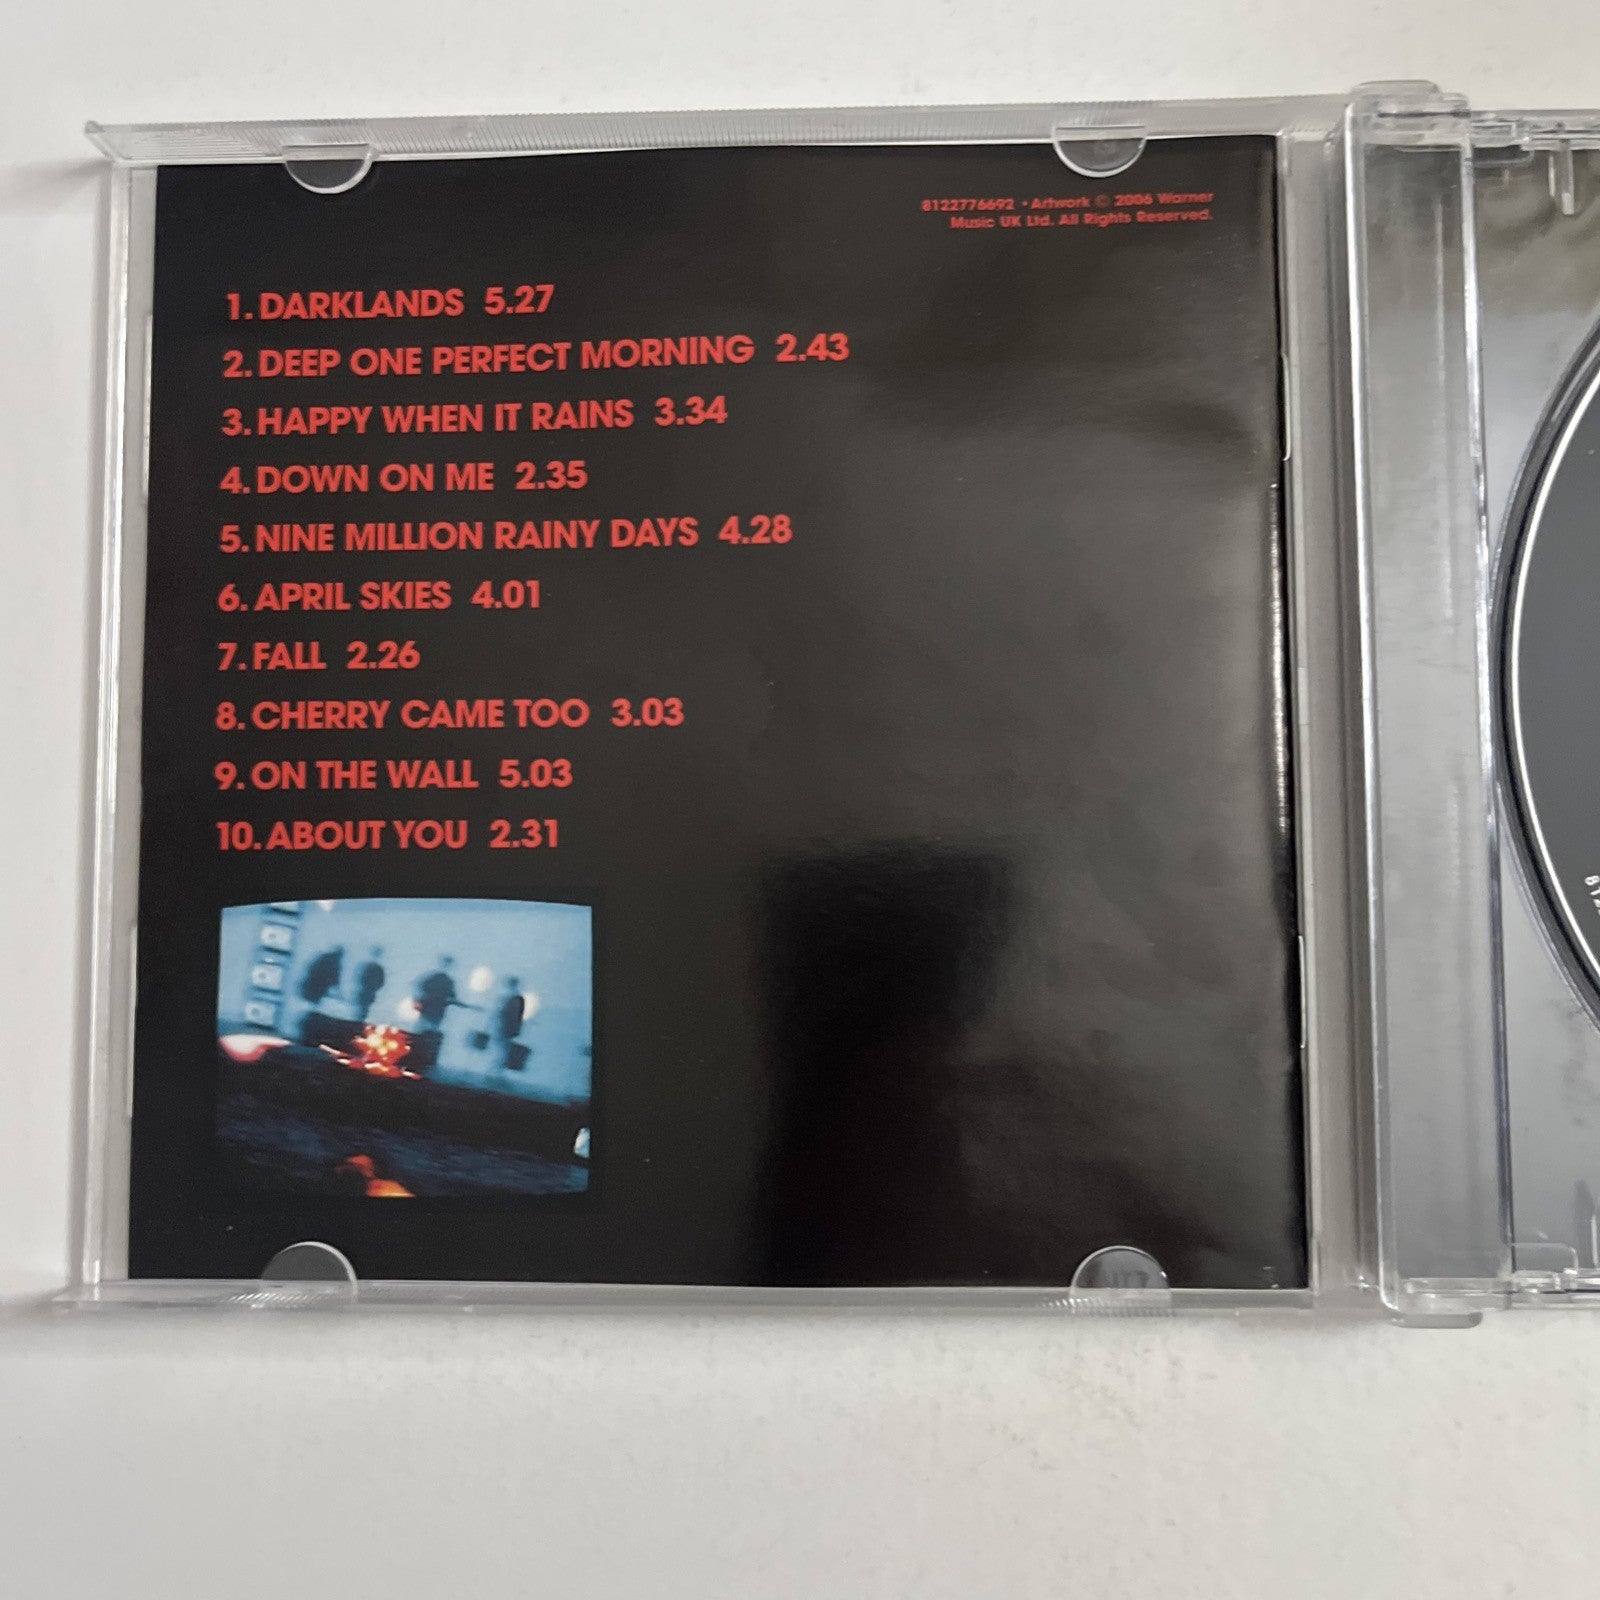 8122776692 • Artwork © 2006 Warner
Music UK Ltd. All Rights Reserved.
1. DARKLANDS 5.27
2. DEEP ONE PERFECT MORNING 2.43
3. HAPPY WHEN IT RAINS 3.34
4. DOWN ON ME 2.35
5. NINE MILLION RAINY DAYS 4.28
6. APRIL SKIES 4.01
7. FALL 2.26
8. CHERRY CAME TOO 3.03
9. ON THE WALL 5.03
10. ABOUT YOU 2.31